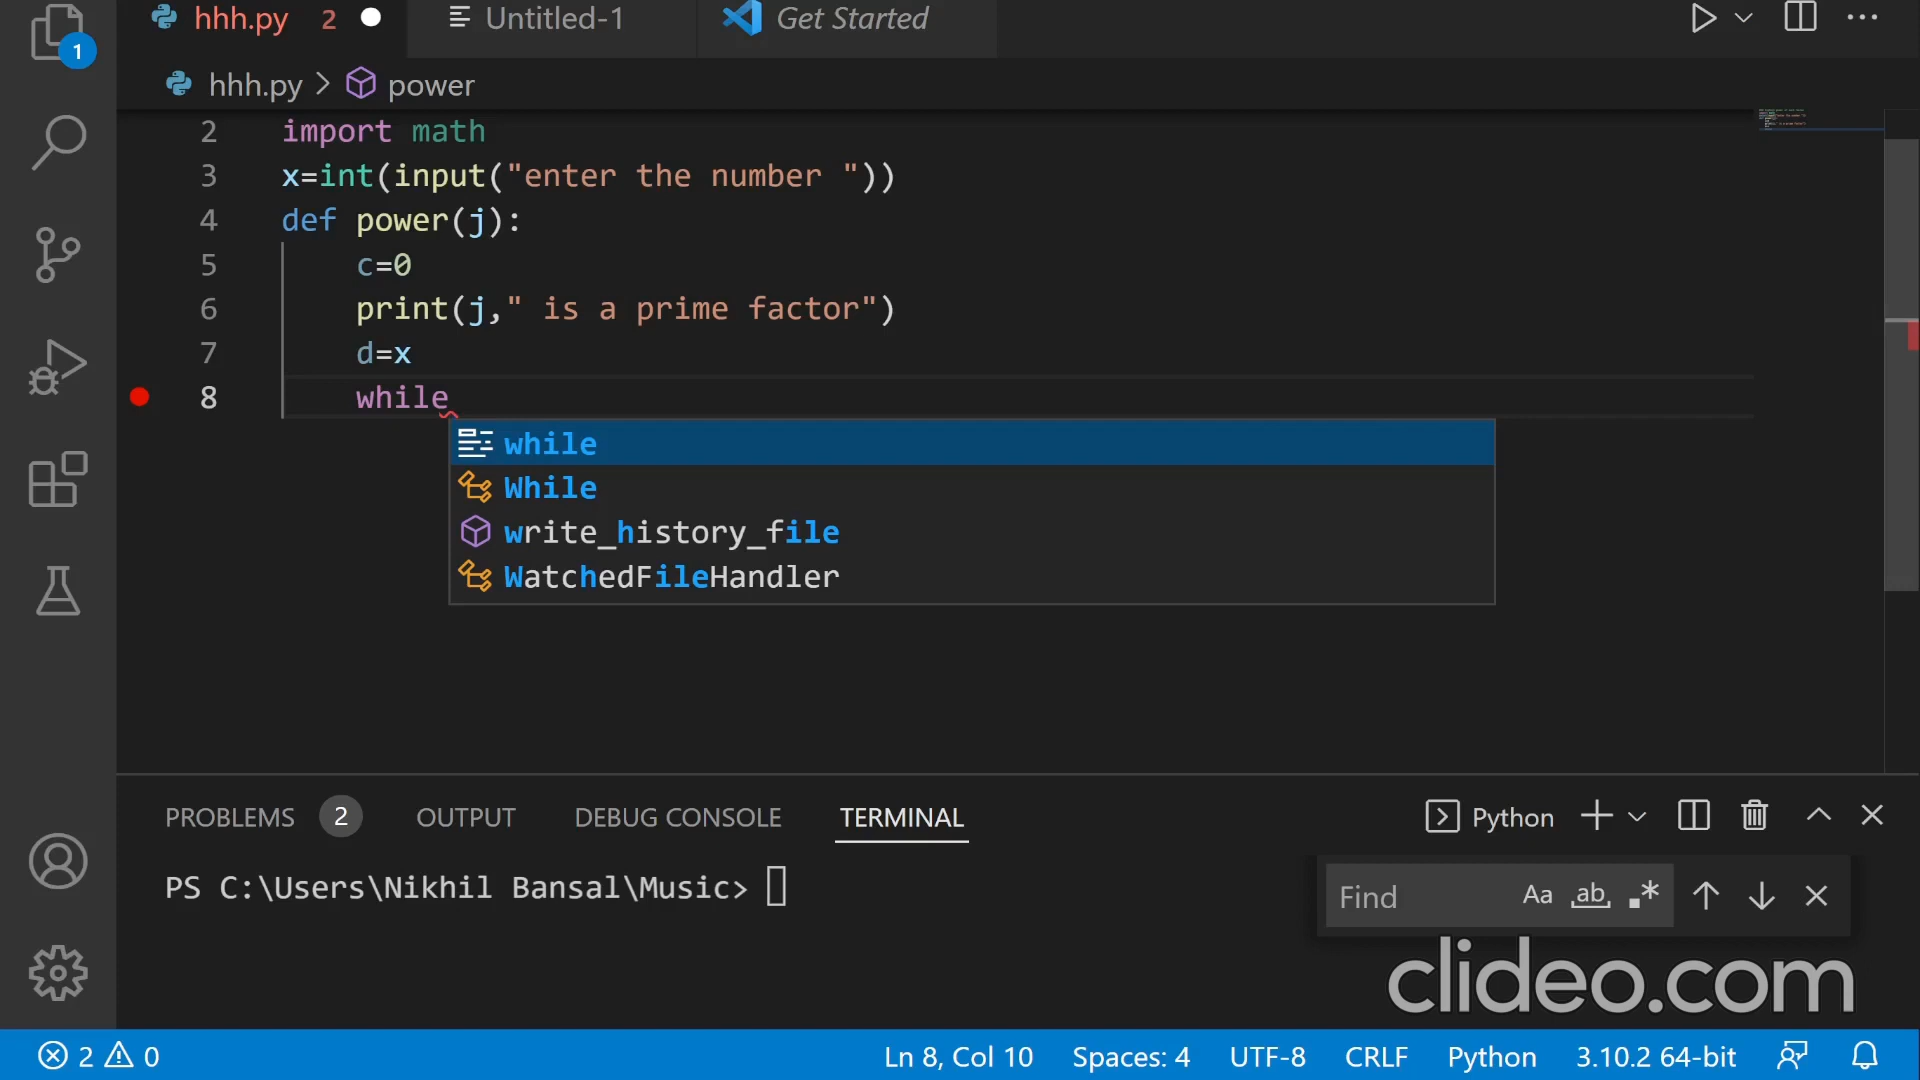 hhh.py 2 Untitled-1 Get Started
1
hhh.py > power
2 import math
3 x=int(input("enter the number "))
4 def power(j):
5 c=0
6 print(j," is a prime factor")
7 d=x
8 while
while
While
write_history_file
WatchedFileHandler
PROBLEMS 2 OUTPUT DEBUG CONSOLE TERMINAL Python
PS C:\Users\Nikhil Bansal\Music>
Find Aa ab .*
clideo.com
2 0 Ln 8, Col 10 Spaces: 4 UTF-8 CRLF Python 3.10.2 64-bit